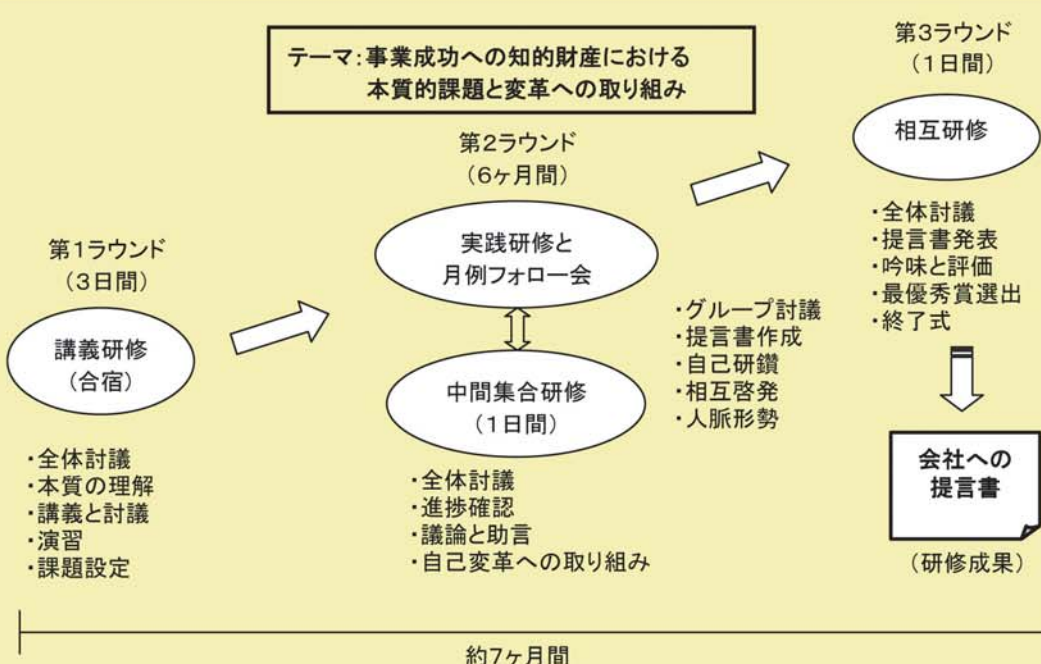 テーマ:事業成功への知的財産における
本質的課題と変革への取り組み
第1ラウンド
(3日間)
講義研修
(合宿)
・全体討議
・本質の理解
・講義と討議
・演習
・課題設定
第2ラウンド
(6ヶ月間)
実践研修と
月例フォロー会
中間集合研修
(1日間)
・全体討議
・進捗確認
・議論と助言
・自己変革への取り組み
・グループ討議
・提言書作成
・自己研鑽
・相互啓発
・人脈形勢
第3ラウンド
(1日間)
相互研修
・全体討議
・提言書発表
・吟味と評価
・最優秀賞選出
・終了式
会社への
提言書
(研修成果)
約7ヶ月間